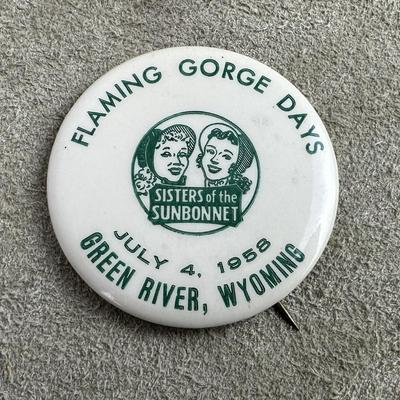 FLAMING GORGE DAYS
SISTERS of the
SUNBONNET
JULY 4, 1958
GREEN RIVER, WYOMING